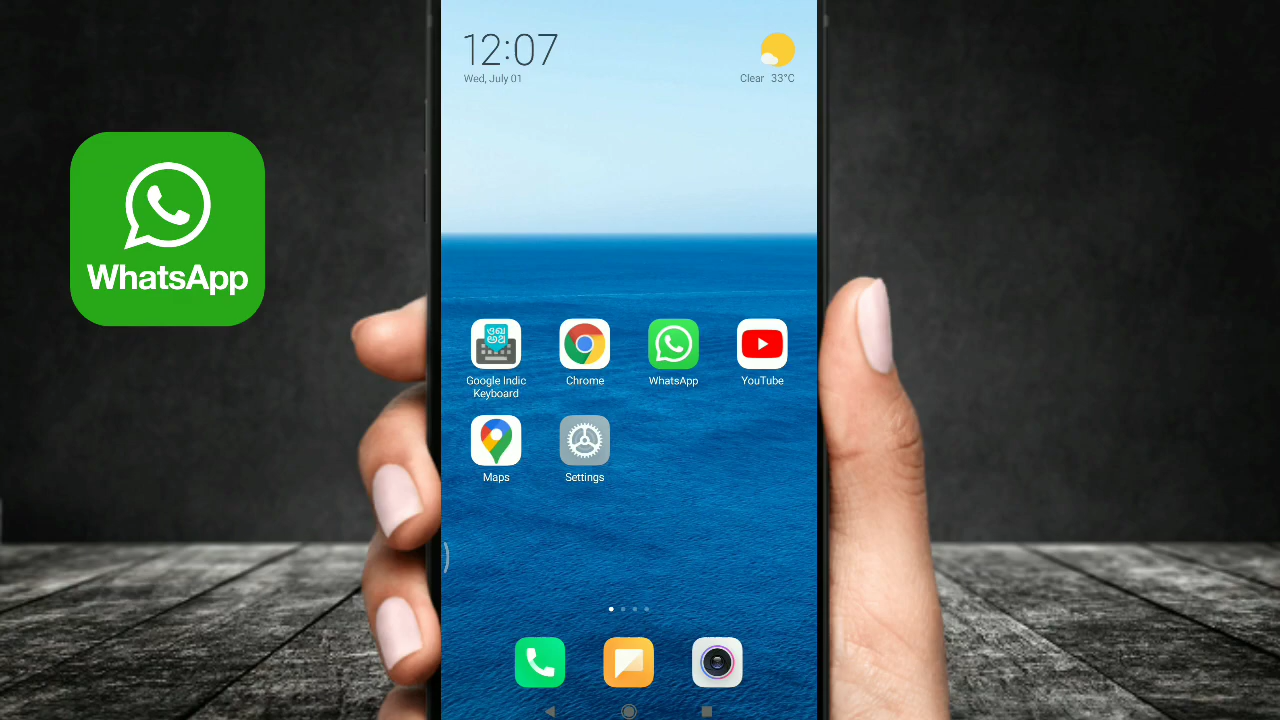 12:07
Wed, July 01
Clear 33°C
WhatsApp
Google Indic
Keyboard
Chrome
WhatsApp
YouTube
Maps
Settings